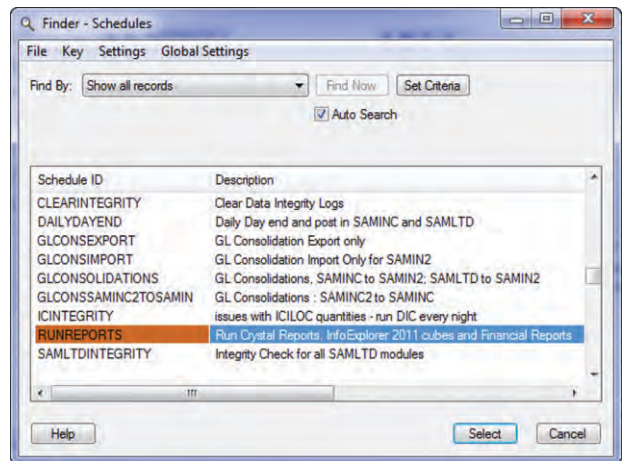 Finder - Schedules
File Key Settings Global Settings
Find By: Show all records Find Now Set Criteria
Auto Search
Schedule ID Description
CLEARINTEGRITY Clear Data Integrity Logs
DAILYDAYEND Daily Day end and post in SAMINC and SAMLTD
GLCONSEXPORT GL Consolidation Export only
GLCONSIMPORT GL Consolidation Import Only for SAMIN2
GLCONSOLIDATIONS GL Consolidations, SAMINC to SAMIN2; SAMLTD to SAMIN2
GLCONSSAMINC2TOSAMIN GL Consolidations : SAMINC2 to SAMINC
ICINTEGRITY issues with ICILOC quantities - run DIC every night
RUNREPORTS Run Crystal Reports, InfoExplorer 2011 cubes and Financial Reports
SAMLTDINTEGRITY Integrity Check for all SAMLTD modules
Help Select Cancel